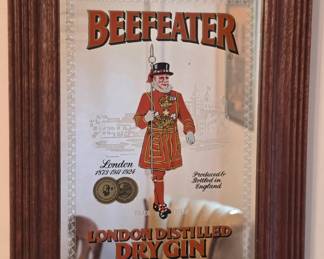 BEEFEATER
London
1873 1911 1924
Produced &
Bottled in
England
LONDON DISTILLED
DRY GIN